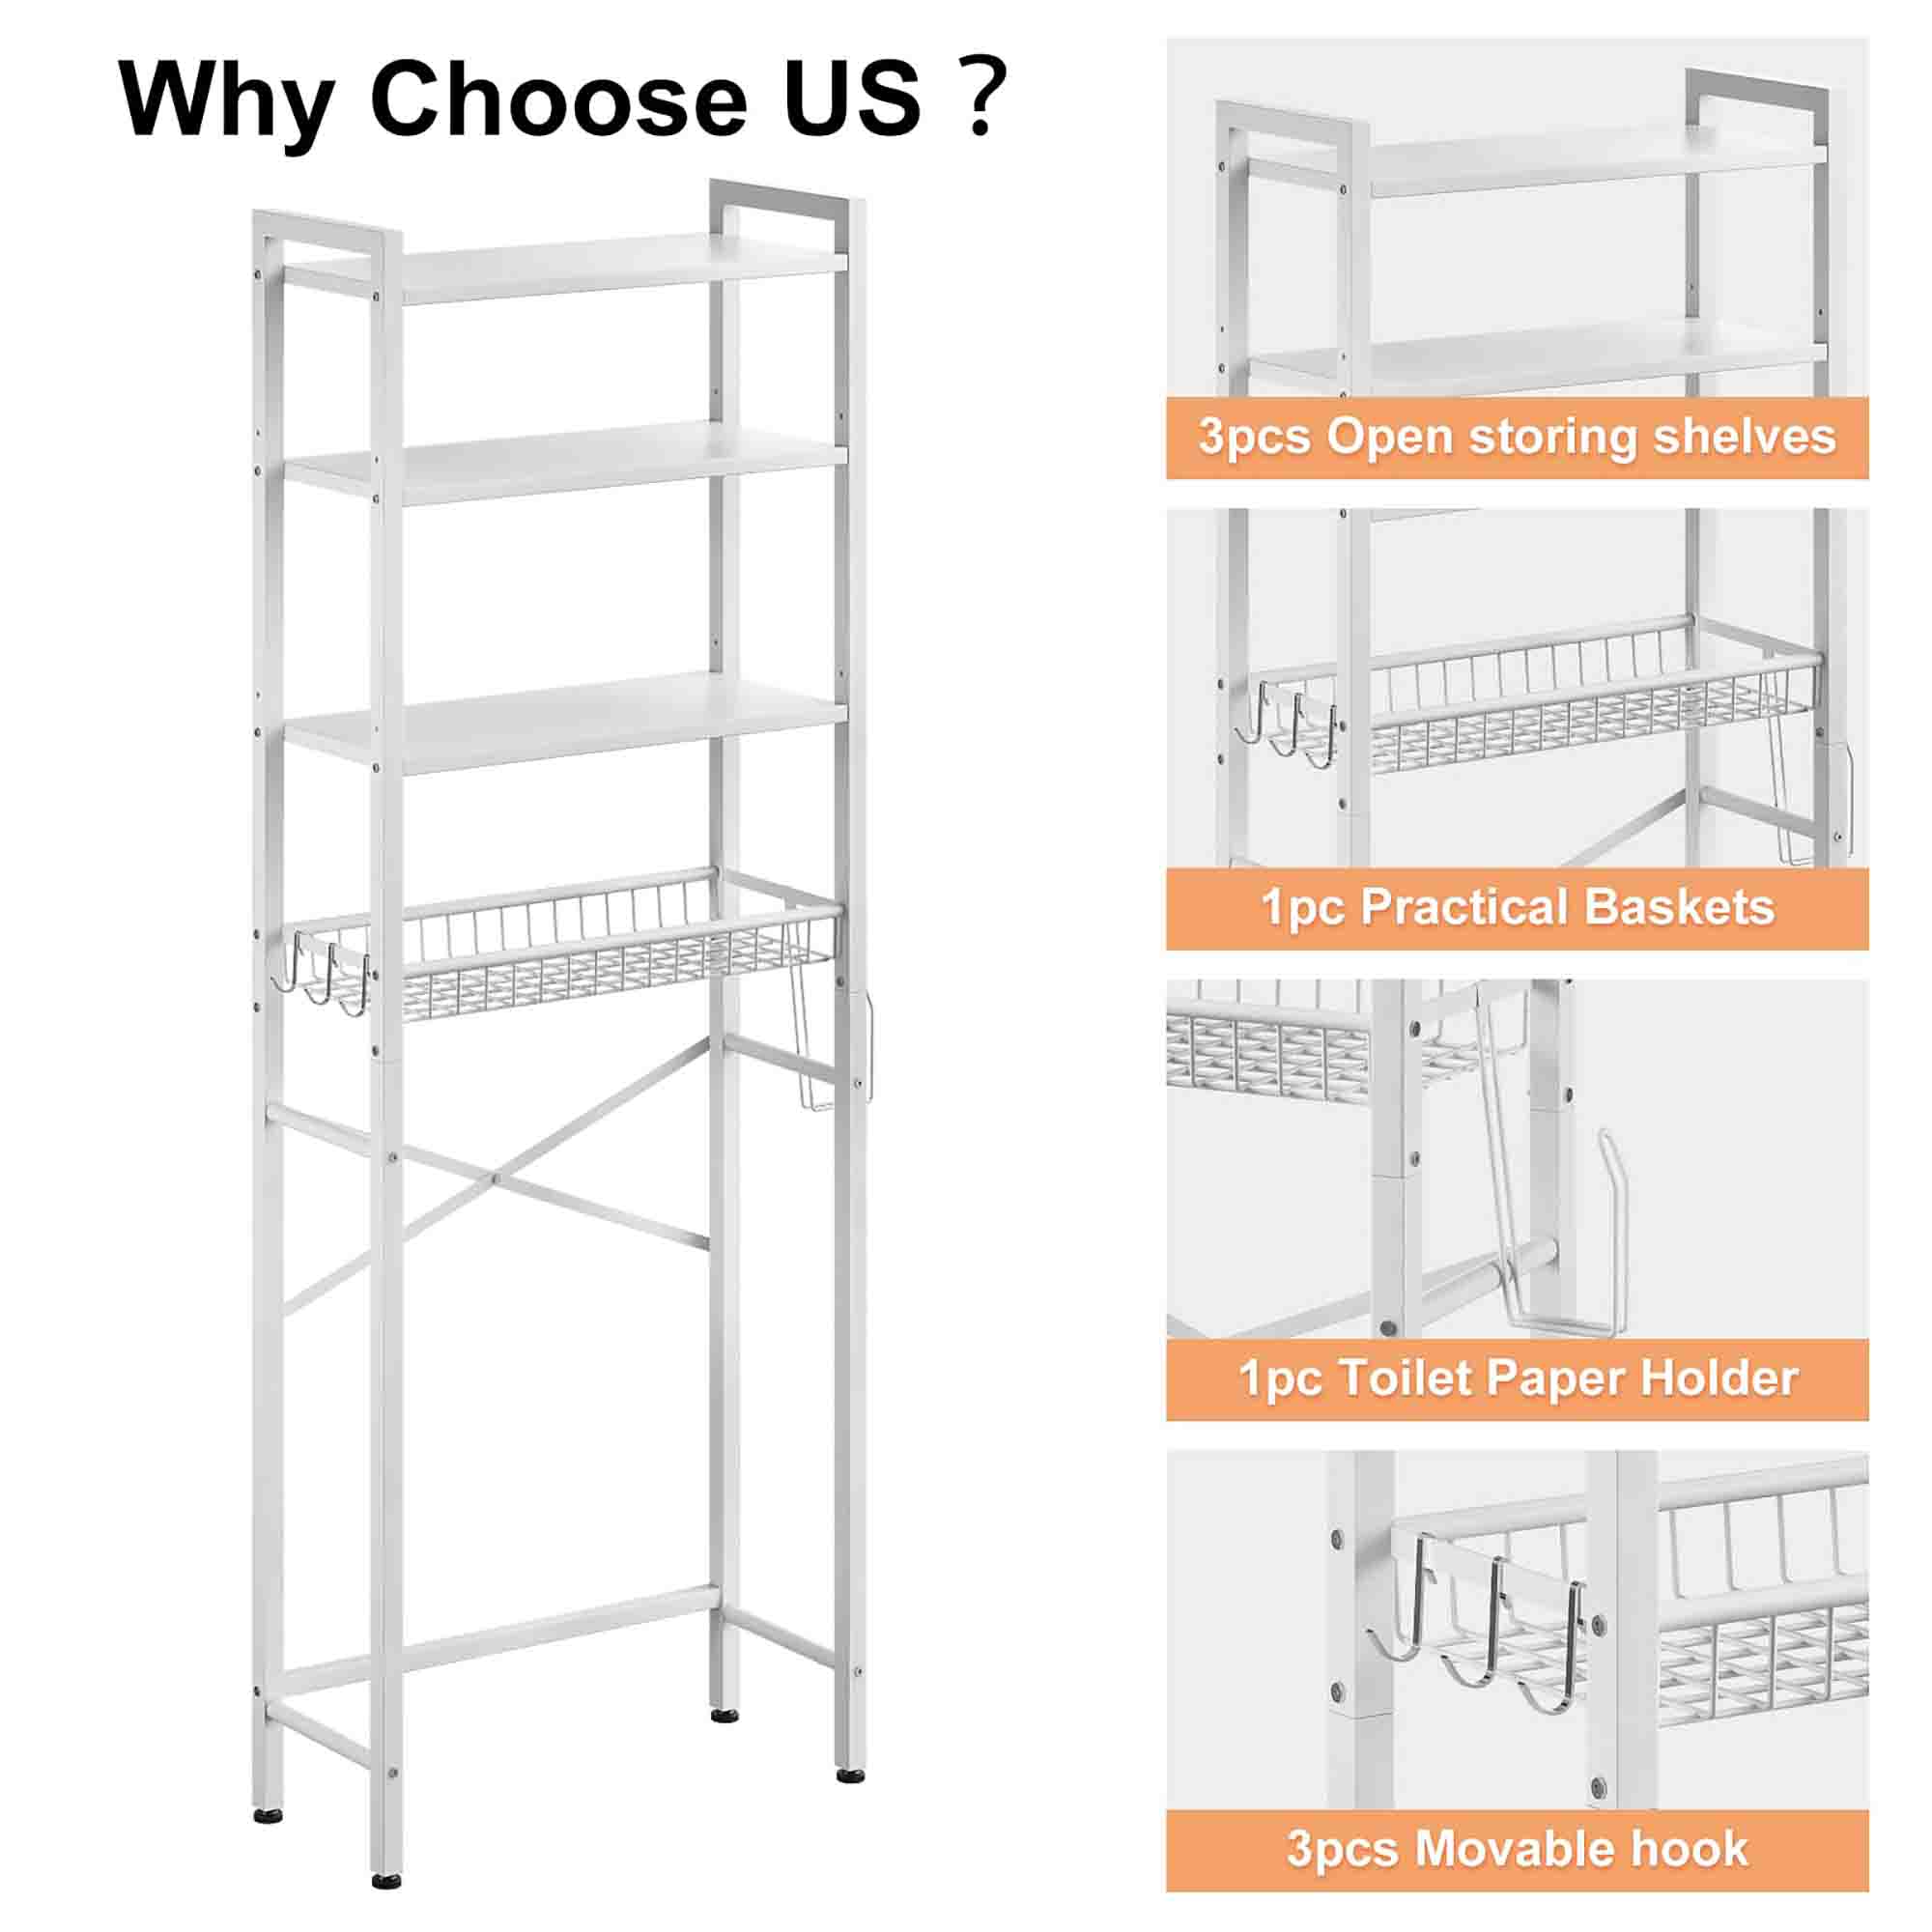 Why Choose US？
3pcs Open storing shelves
1pc Practical Baskets
1pc Toilet Paper Holder
3pcs Movable hook